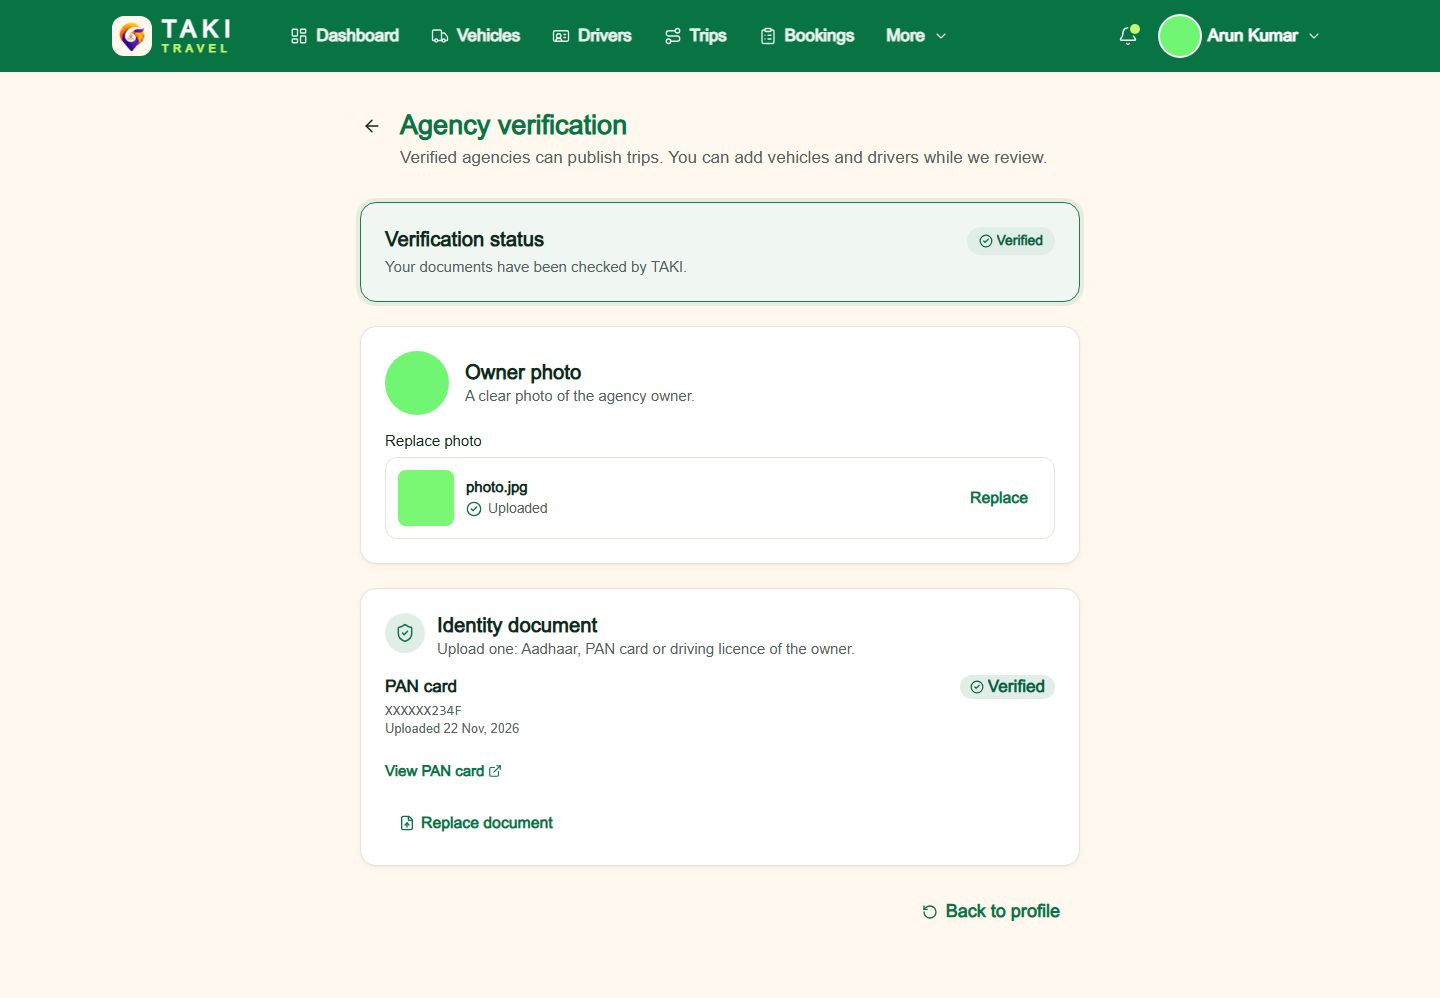 TAKI
TRAVEL
Dashboard
Vehicles
Drivers
Trips
Bookings
More
Arun Kumar
Agency verification
Verified agencies can publish trips. You can add vehicles and drivers while we review.
Verification status
Verified
Your documents have been checked by TAKI.
Owner photo
A clear photo of the agency owner.
Replace photo
photo.jpg
Uploaded
Replace
Identity document
Upload one: Aadhaar, PAN card or driving licence of the owner.
PAN card
Verified
XXXXXX234F
Uploaded 22 Nov, 2026
View PAN card
Replace document
Back to profile